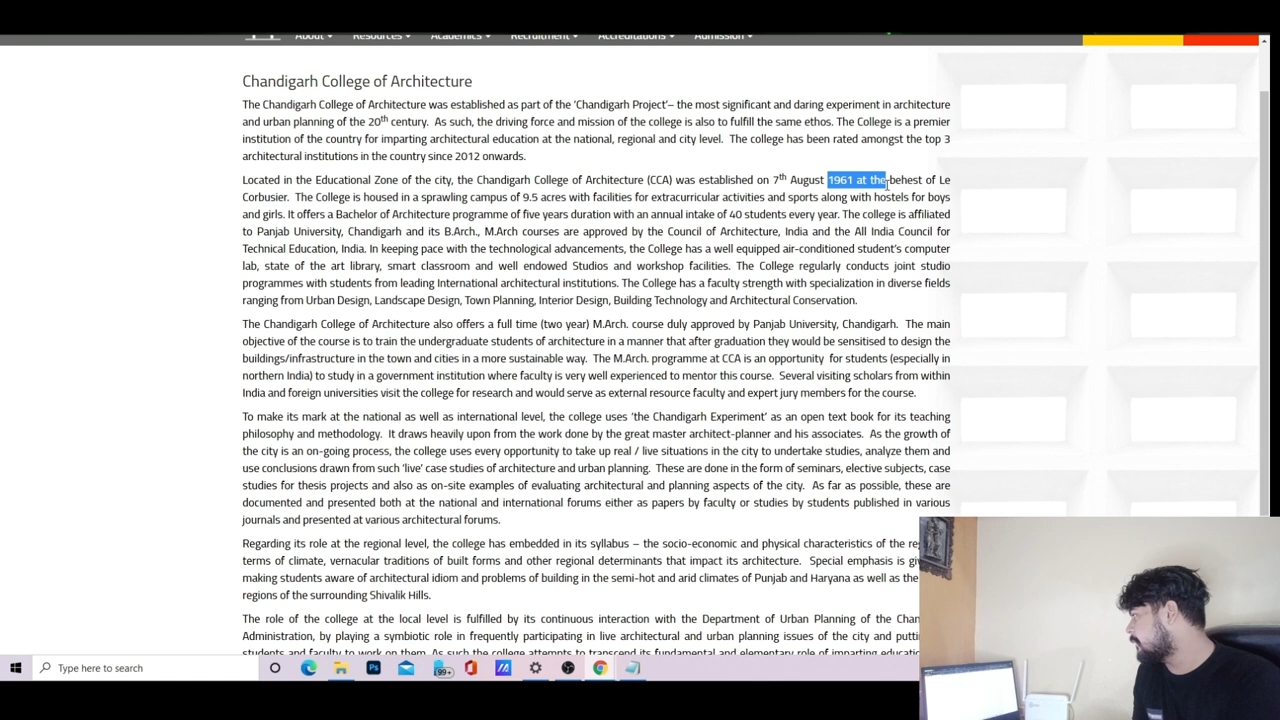 About Resources Academics Recruitment Accreditations Admission
Chandigarh College of Architecture
The Chandigarh College of Architecture was established as part of the ‘Chandigarh Project’– the most significant and daring experiment in architecture
and urban planning of the 20th century. As such, the driving force and mission of the college is also to fulfill the same ethos. The College is a premier
institution of the country for imparting architectural education at the national, regional and city level. The college has been rated amongst the top 3
architectural institutions in the country since 2012 onwards.
Located in the Educational Zone of the city, the Chandigarh College of Architecture (CCA) was established on 7th August 1961 at the behest of Le
Corbusier. The College is housed in a sprawling campus of 9.5 acres with facilities for extracurricular activities and sports along with hostels for boys
and girls. It offers a Bachelor of Architecture programme of five years duration with an annual intake of 40 students every year. The college is affiliated
to Panjab University, Chandigarh and its B.Arch., M.Arch courses are approved by the Council of Architecture, India and the All India Council for
Technical Education, India. In keeping pace with the technological advancements, the College has a well equipped air-conditioned student’s computer
lab, state of the art library, smart classroom and well endowed Studios and workshop facilities. The College regularly conducts joint studio
programmes with students from leading International architectural institutions. The College has a faculty strength with specialization in diverse fields
ranging from Urban Design, Landscape Design, Town Planning, Interior Design, Building Technology and Architectural Conservation.
The Chandigarh College of Architecture also offers a full time (two year) M.Arch. course duly approved by Panjab University, Chandigarh. The main
objective of the course is to train the undergraduate students of architecture in a manner that after graduation they would be sensitised to design the
buildings/infrastructure in the town and cities in a more sustainable way. The M.Arch. programme at CCA is an opportunity for students (especially in
northern India) to study in a government institution where faculty is very well experienced to mentor this course. Several visiting scholars from within
India and foreign universities visit the college for research and would serve as external resource faculty and expert jury members for the course.
To make its mark at the national as well as international level, the college uses ‘the Chandigarh Experiment’ as an open text book for its teaching
philosophy and methodology. It draws heavily upon from the work done by the great master architect-planner and his associates. As the growth of
the city is an on-going process, the college uses every opportunity to take up real / live situations in the city to undertake studies, analyze them and
use conclusions drawn from such ‘live’ case studies of architecture and urban planning. These are done in the form of seminars, elective subjects, case
studies for thesis projects and also as on-site examples of evaluating architectural and planning aspects of the city. As far as possible, these are
documented and presented both at the national and international forums either as papers by faculty or studies by students published in various
journals and presented at various architectural forums.
Regarding its role at the regional level, the college has embedded in its syllabus – the socio-economic and physical characteristics of the
terms of climate, vernacular traditions of built forms and other regional determinants that impact its architecture. Special emphasis is
making students aware of architectural idiom and problems of building in the semi-hot and arid climates of Punjab and Haryana as well as the
regions of the surrounding Shivalik Hills.
The role of the college at the local level is fulfilled by its continuous interaction with the Department of Urban Planning of the
Administration, by playing a symbiotic role in frequently participating in live architectural and urban planning issues of the city and
students and faculty to work on them. As such the college attempts to transcend its fundamental and elementary role of imparting
Type here to search
99+